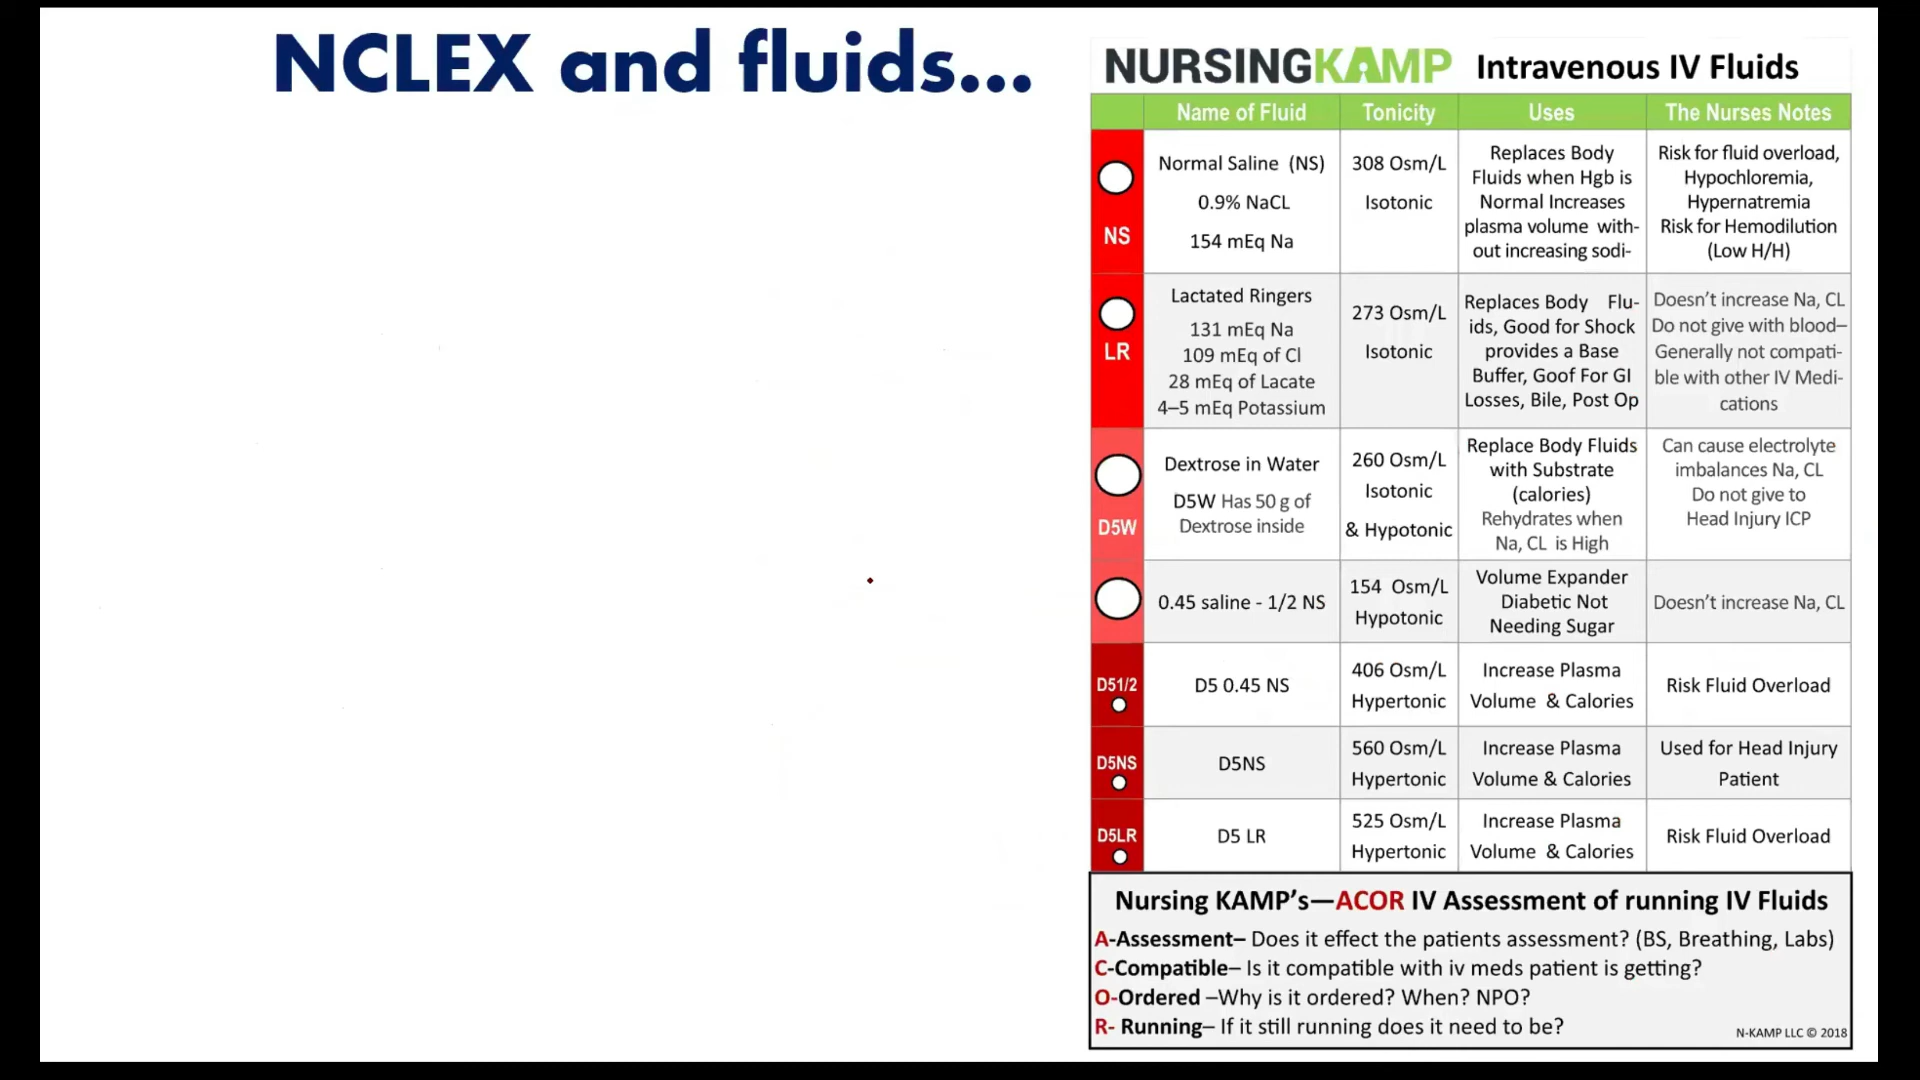 NCLEX and fluids...
NURSINGKAMP Intravenous IV Fluids
Name of Fluid Tonicity Uses The Nurses Notes
NS
Normal Saline (NS)
0.9% NaCL
154 mEq Na
308 Osm/L
Isotonic
Replaces Body
Fluids when Hgb is
Normal Increases
plasma volume with-
out increasing sodi-
Risk for fluid overload,
Hypochloremia,
Hypernatremia
Risk for Hemodilution
(Low H/H)
LR
Lactated Ringers
131 mEq Na
109 mEq of Cl
28 mEq of Lacate
4–5 mEq Potassium
273 Osm/L
Isotonic
Replaces Body Flu-
ids, Good for Shock
provides a Base
Buffer, Goof For GI
Losses, Bile, Post Op
Doesn't increase Na, CL
Do not give with blood–
Generally not compati-
ble with other IV Medi-
cations
D5W
Dextrose in Water
D5W Has 50 g of
Dextrose inside
260 Osm/L
Isotonic
& Hypotonic
Replace Body Fluids
with Substrate
(calories)
Rehydrates when
Na, CL is High
Can cause electrolyte
imbalances Na, CL
Do not give to
Head Injury ICP
0.45 saline - 1/2 NS
154 Osm/L
Hypotonic
Volume Expander
Diabetic Not
Needing Sugar
Doesn't increase Na, CL
D51/2
D5 0.45 NS
406 Osm/L
Hypertonic
Increase Plasma
Volume & Calories
Risk Fluid Overload
D5NS
D5NS
560 Osm/L
Hypertonic
Increase Plasma
Volume & Calories
Used for Head Injury
Patient
D5LR
D5 LR
525 Osm/L
Hypertonic
Increase Plasma
Volume & Calories
Risk Fluid Overload
Nursing KAMP's—ACOR IV Assessment of running IV Fluids
A-Assessment– Does it effect the patients assessment? (BS, Breathing, Labs)
C-Compatible– Is it compatible with iv meds patient is getting?
O-Ordered –Why is it ordered? When? NPO?
R- Running– If it still running does it need to be?
N-KAMP LLC © 2018